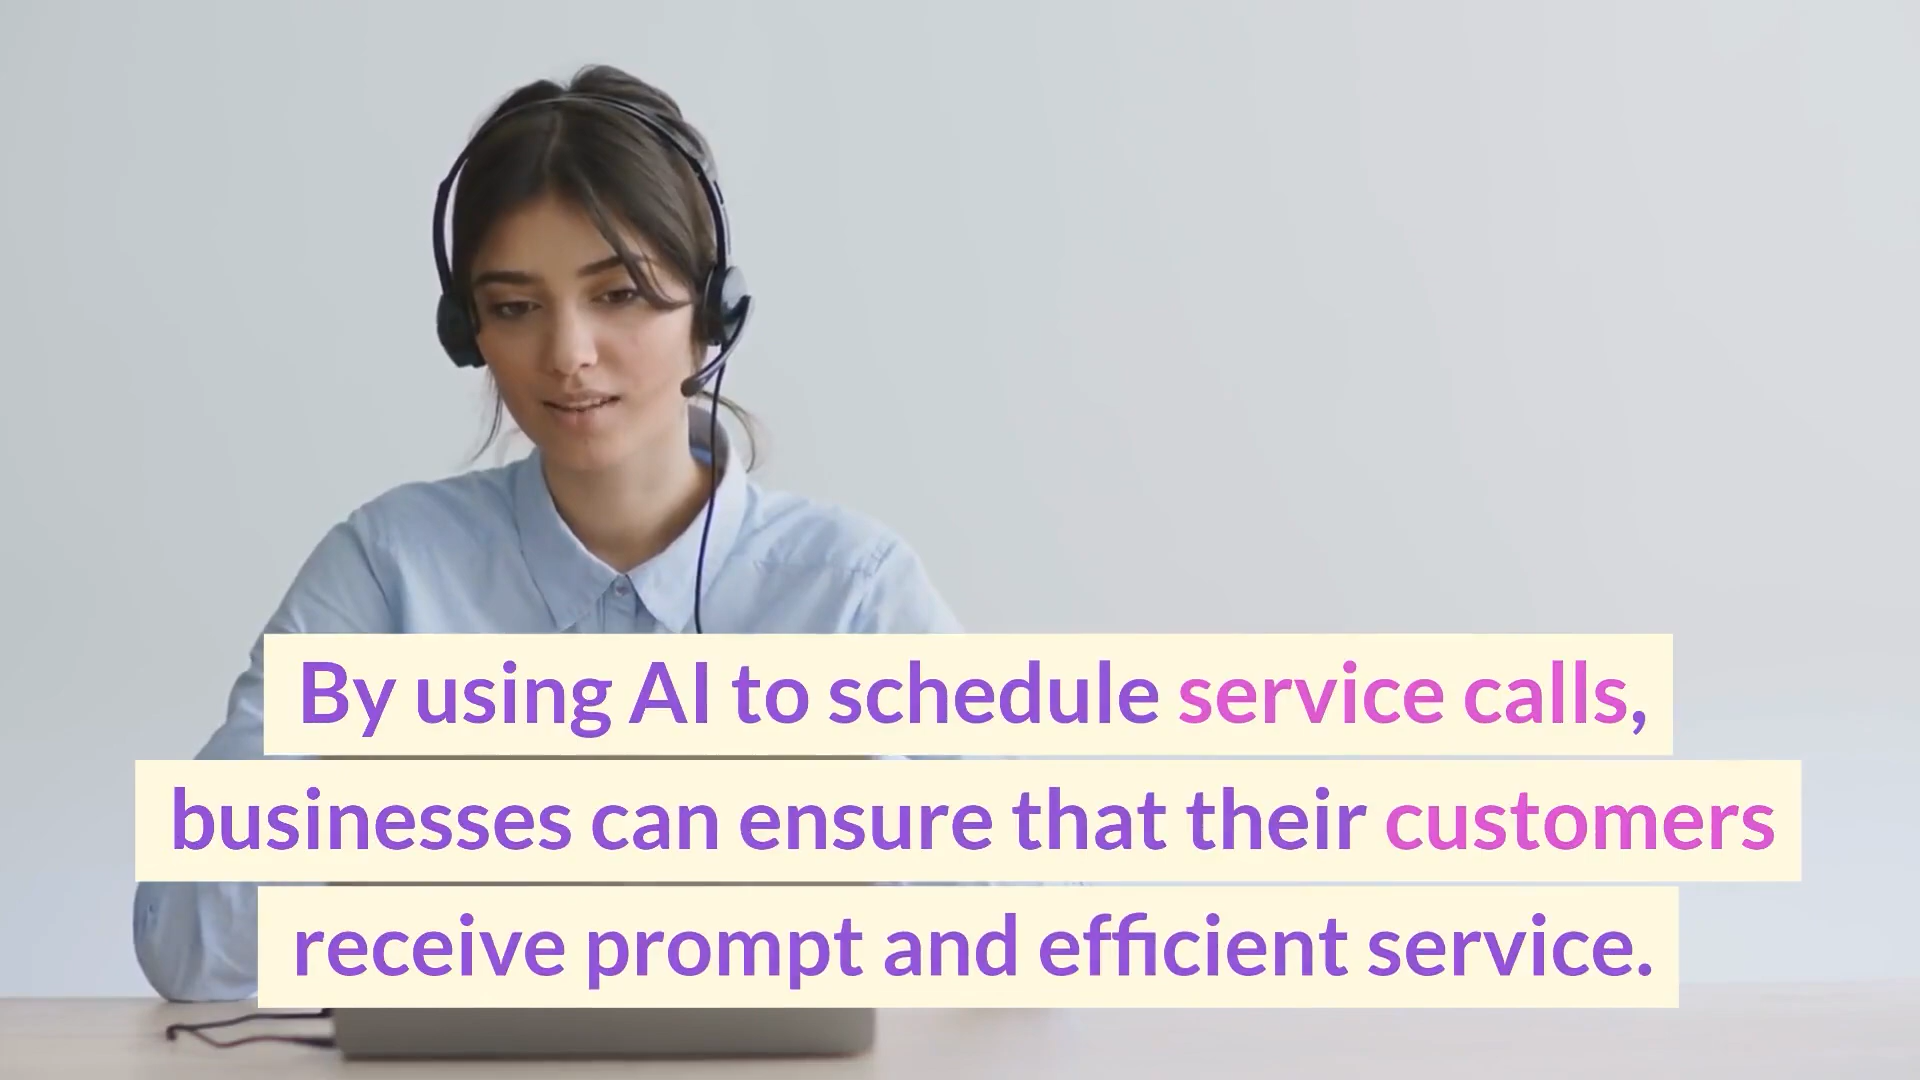 By using AI to schedule service calls,
businesses can ensure that their customers
receive prompt and efficient service.